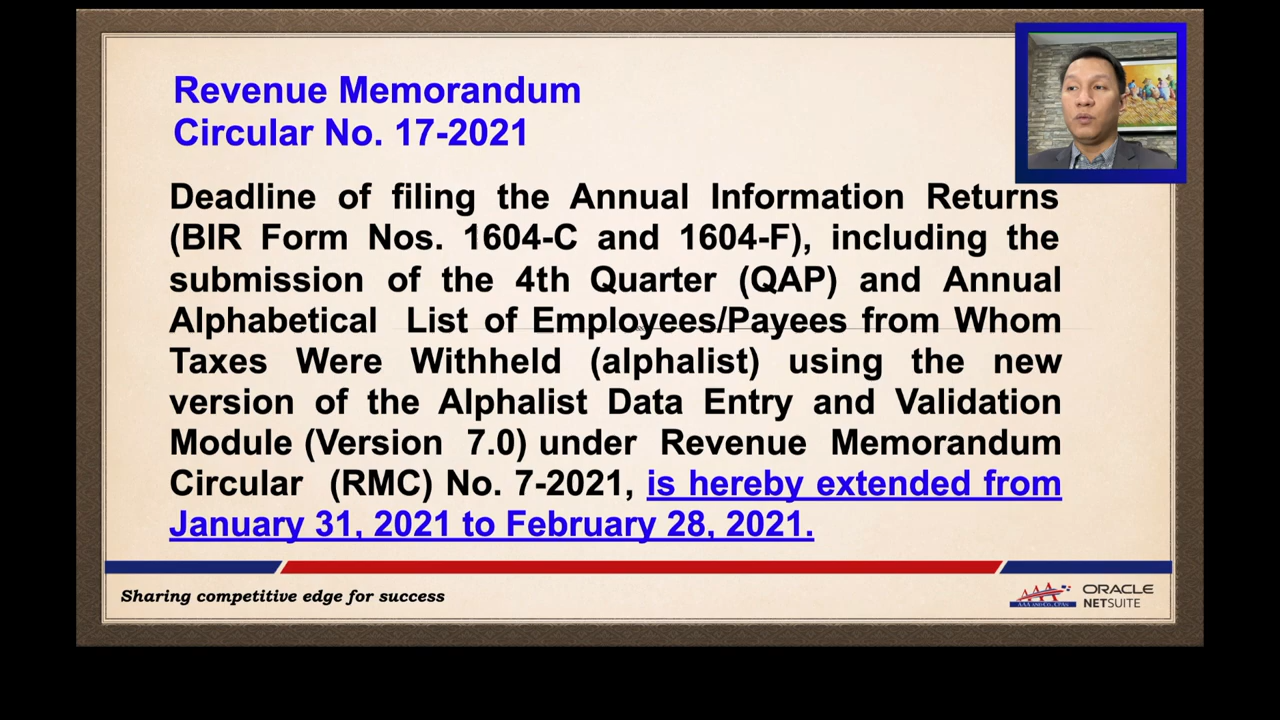 Revenue Memorandum
Circular No. 17-2021
Deadline of filing the Annual Information Returns
(BIR Form Nos. 1604-C and 1604-F), including the
submission of the 4th Quarter (QAP) and Annual
Alphabetical List of Employees/Payees from Whom
Taxes Were Withheld (alphalist) using the new
version of the Alphalist Data Entry and Validation
Module (Version 7.0) under Revenue Memorandum
Circular (RMC) No. 7-2021, is hereby extended from
January 31, 2021 to February 28, 2021.
Sharing competitive edge for success
AAA AND CO., CPAs
ORACLE
NETSUITE